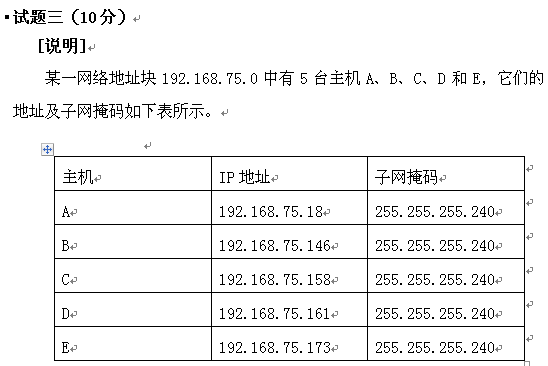 试题三（10分）
[说明]
某一网络地址块 192.168.75.0 中有 5 台主机 A、B、C、D 和 E，它们的
地址及子网掩码如下表所示。
主机 IP 地址 子网掩码
A 192.168.75.18 255.255.255.240
B 192.168.75.146 255.255.255.240
C 192.168.75.158 255.255.255.240
D 192.168.75.161 255.255.255.240
E 192.168.75.173 255.255.255.240